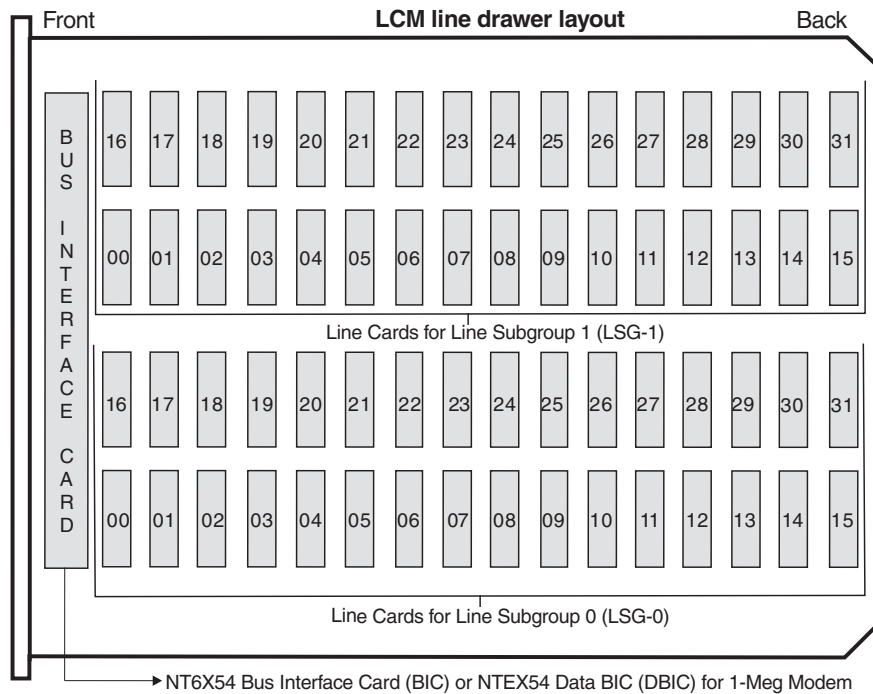 Front LCM line drawer layout Back
BUS INTERFACE CARD
16 17 18 19 20 21 22 23 24 25 26 27 28 29 30 31
00 01 02 03 04 05 06 07 08 09 10 11 12 13 14 15
Line Cards for Line Subgroup 1 (LSG-1)
16 17 18 19 20 21 22 23 24 25 26 27 28 29 30 31
00 01 02 03 04 05 06 07 08 09 10 11 12 13 14 15
Line Cards for Line Subgroup 0 (LSG-0)
NT6X54 Bus Interface Card (BIC) or NTEX54 Data BIC (DBIC) for 1-Meg Modem